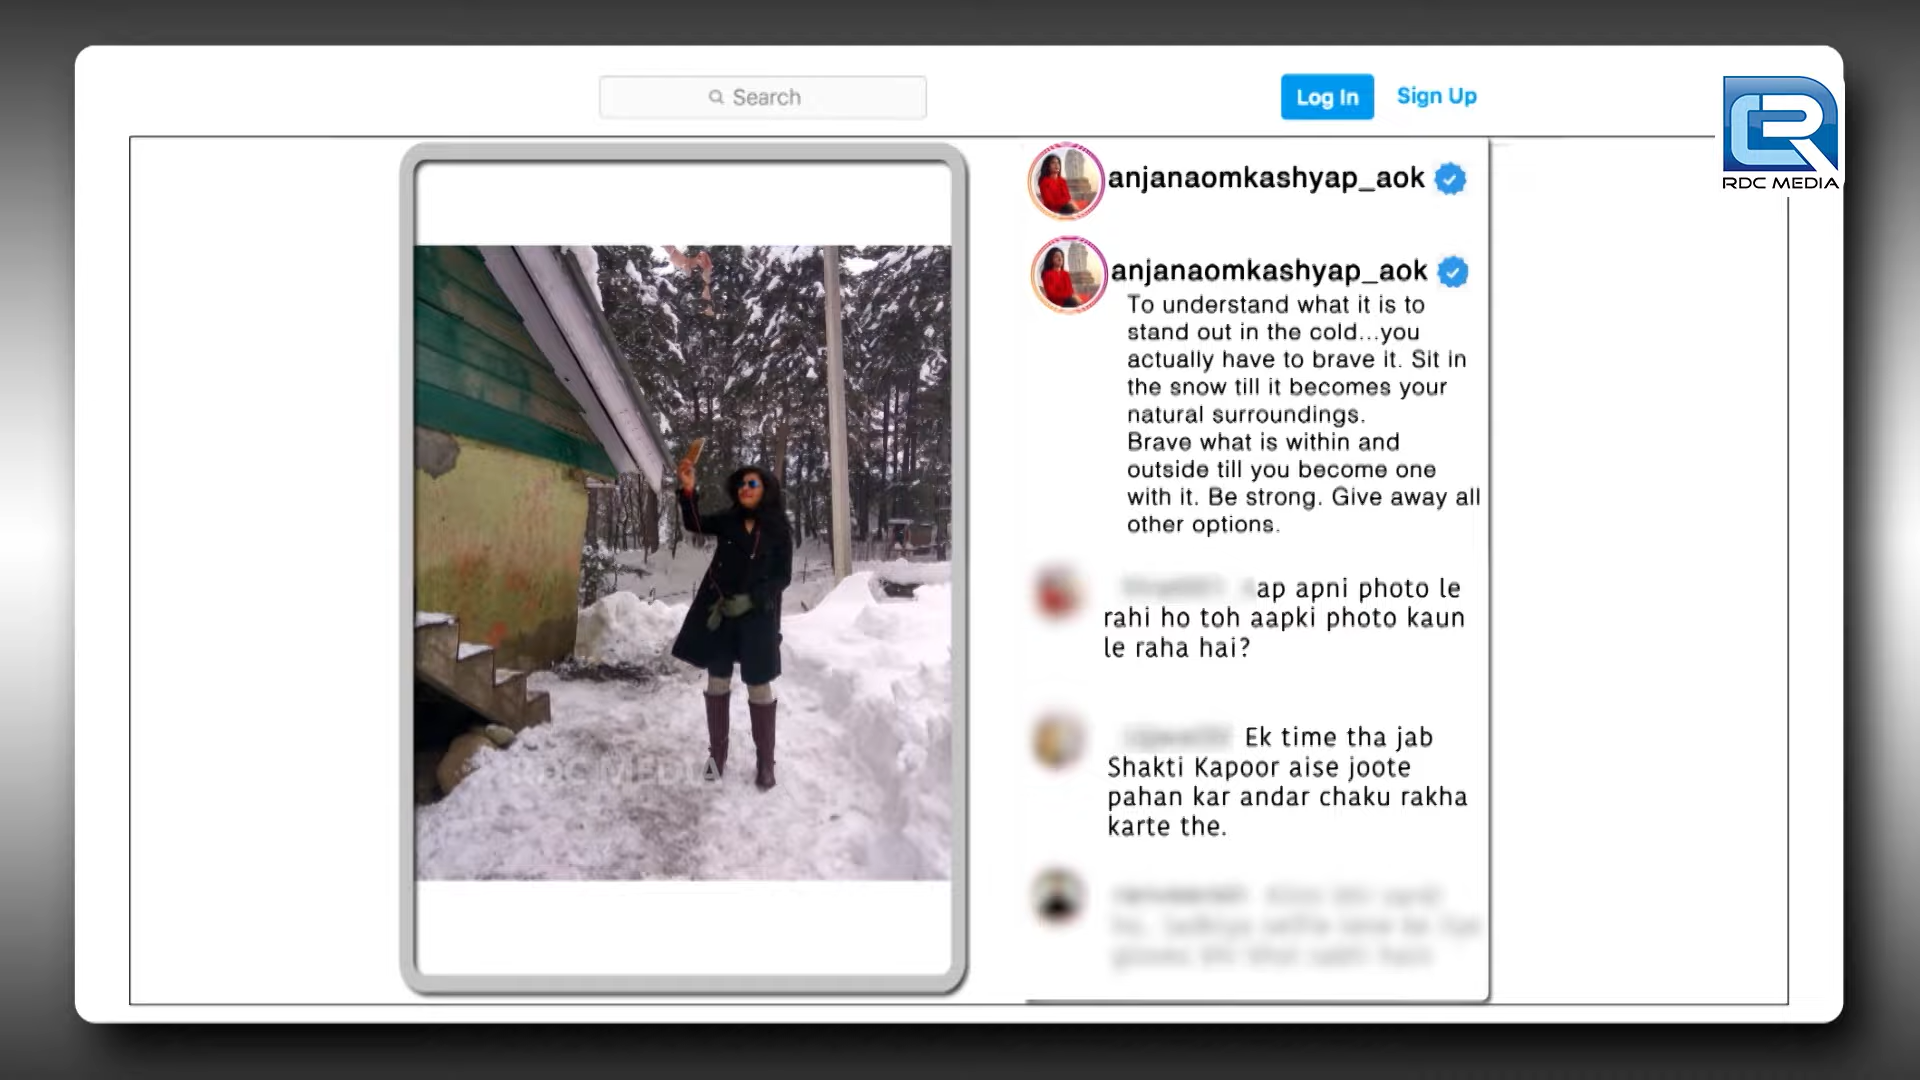 Search
Log In
Sign Up
RDC MEDIA
anjanaomkashyap_aok
anjanaomkashyap_aok
To understand what it is to
stand out in the cold...you
actually have to brave it. Sit in
the snow till it becomes your
natural surroundings.
Brave what is within and
outside till you become one
with it. Be strong. Give away all
other options.
ap apni photo le
rahi ho toh aapki photo kaun
le raha hai?
Ek time tha jab
Shakti Kapoor aise joote
pahan kar andar chaku rakha
karte the.
RDC MEDIA